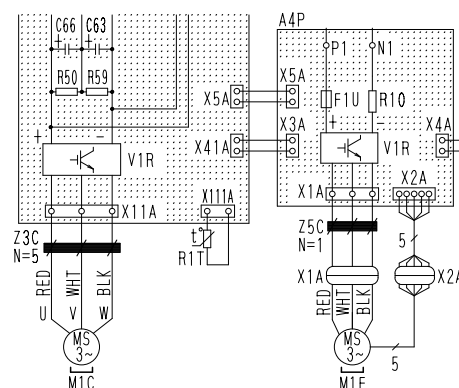 A4P
C66 C63
+ +
P1 N1
R50 R59
X5A X5A
F1U R10
+ -
X41A X3A X4A
+ -
V1R V1R
X1A X2A
X11A X111A
Z3C
N=5
t°
R1T
Z5C
N=1
5
RED WHT BLK
X1A X2A
U V W
RED WHT BLK
MS
3~
MS
3~
5
M1C M1F